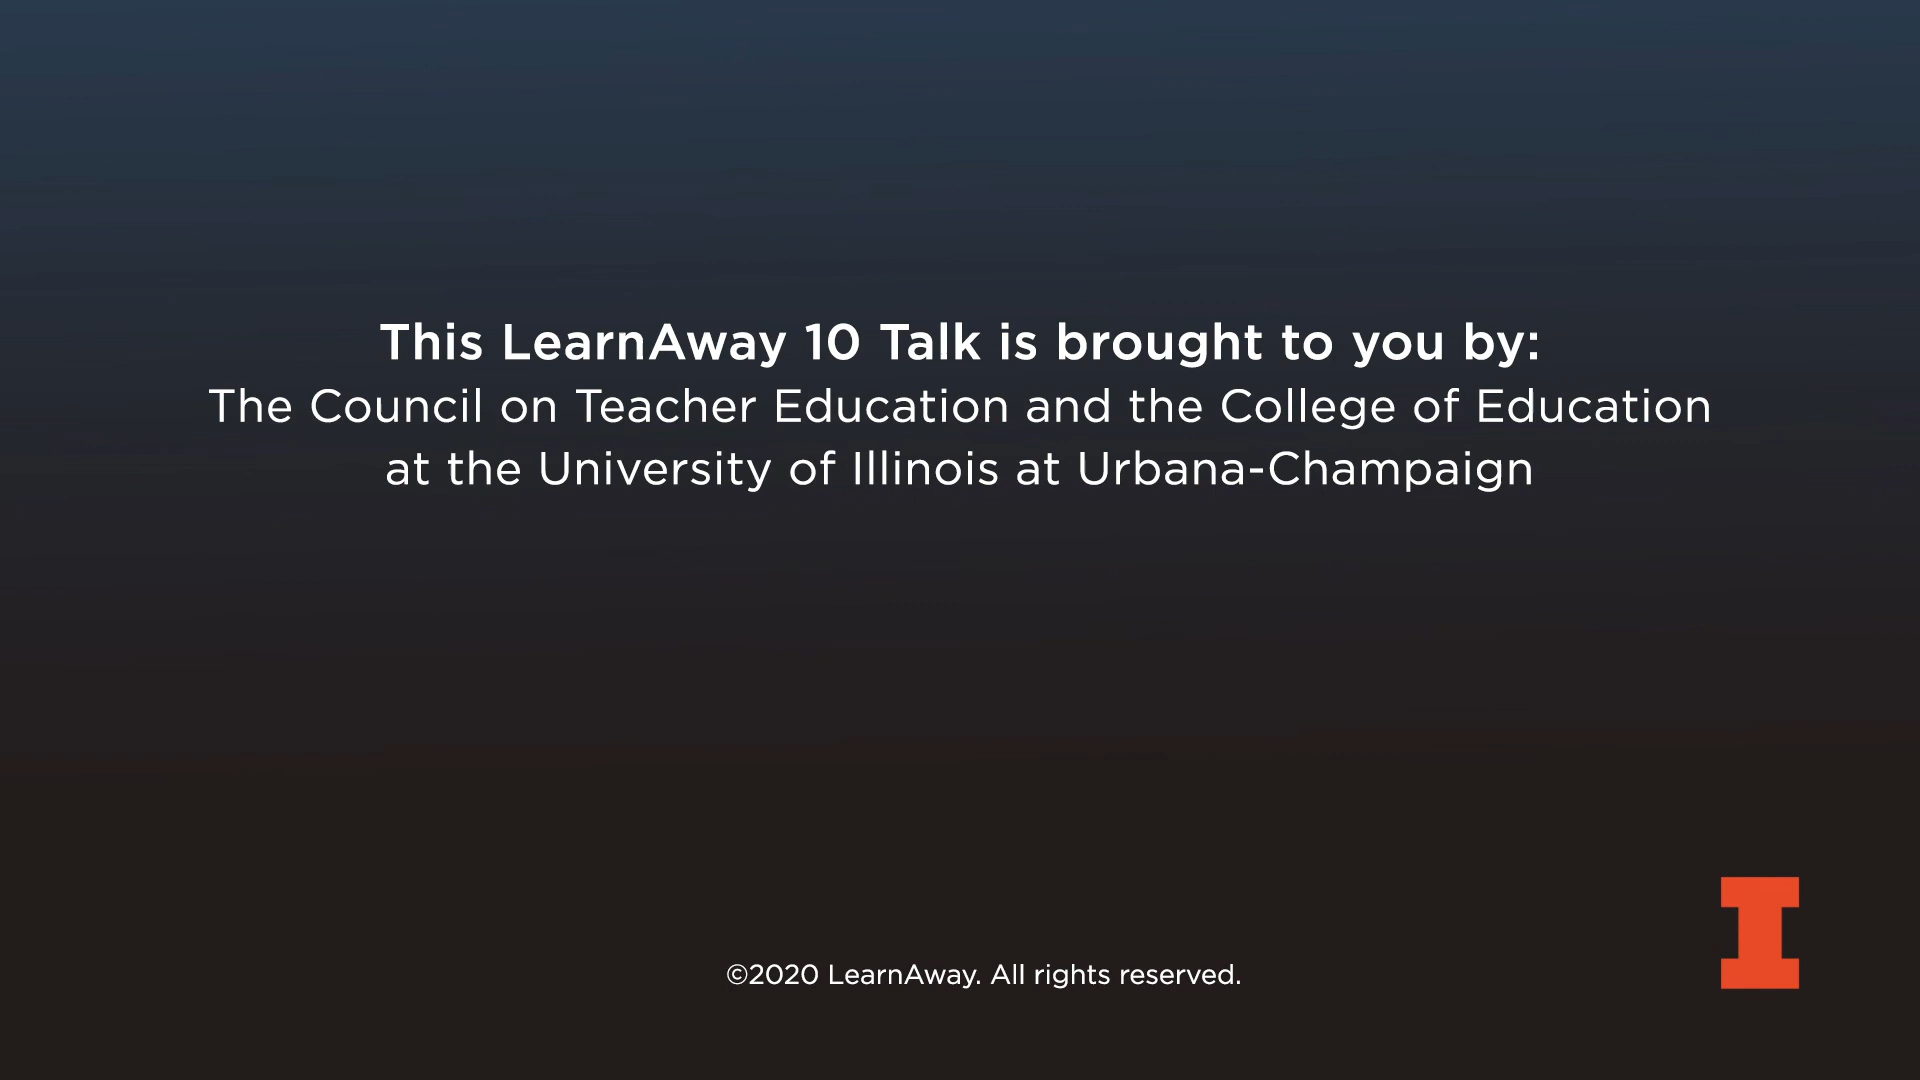 This LearnAway 10 Talk is brought to you by:
The Council on Teacher Education and the College of Education
at the University of Illinois at Urbana-Champaign
I
©2020 LearnAway. All rights reserved.